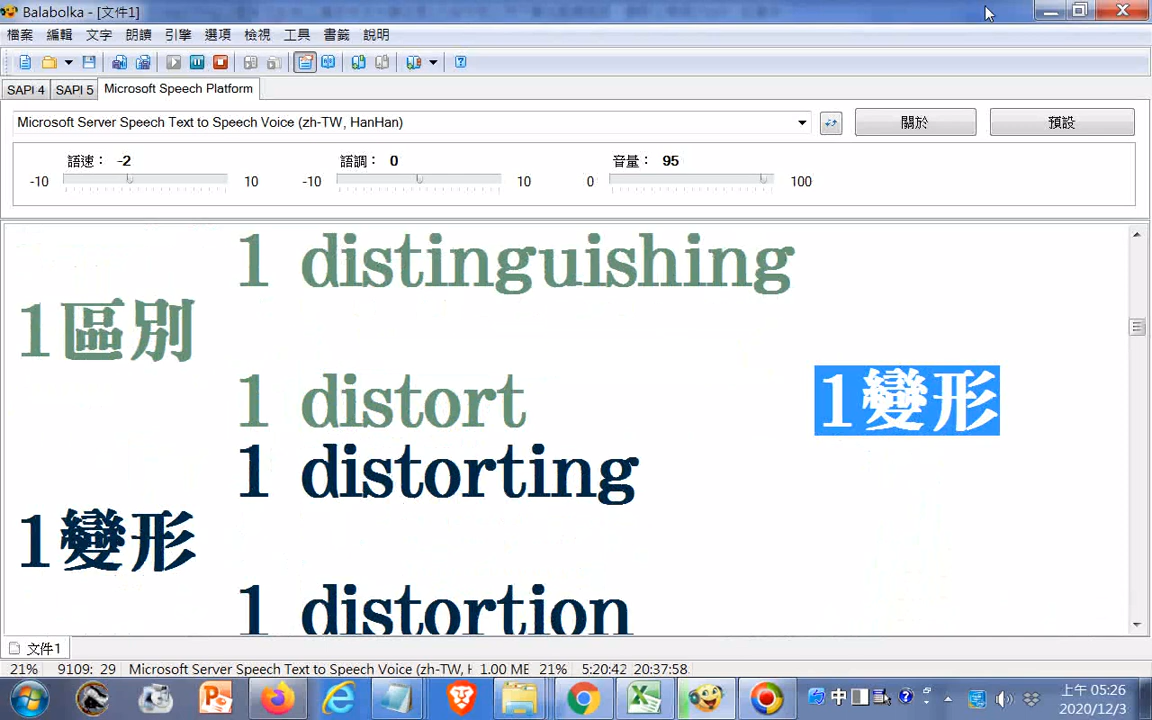 Balabolka - [文件1]
檔案 編輯 文字 朗讀 引擎 選項 檢視 工具 書籤 說明
SAPI 4 SAPI 5 Microsoft Speech Platform
Microsoft Server Speech Text to Speech Voice (zh-TW, HanHan) 關於 預設
語速： -2 語調： 0 音量： 95
-10 10 -10 10 0 100
1 distinguishing
1區別
1 distort 1變形
1 distorting
1變形
1 distortion
文件1
21% 9109: 29 Microsoft Server Speech Text to Speech Voice (zh-TW, H 1.00 ME 21% 5:20:42 20:37:58
中 上午 05:26
2020/12/3